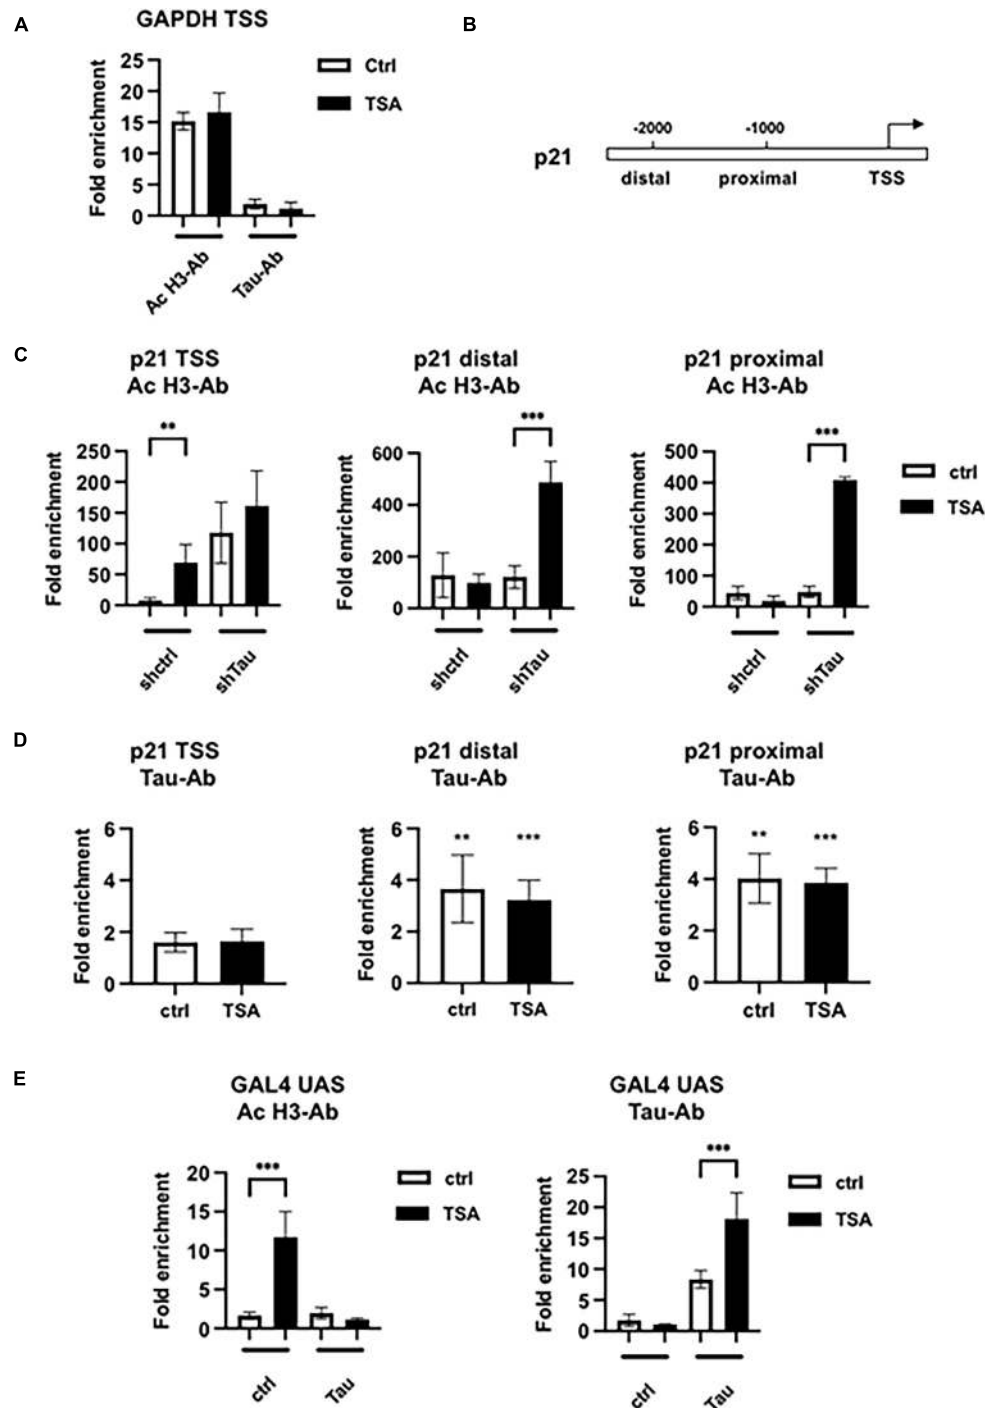 A
GAPDH TSS
Fold enrichment
25
20
15
10
5
0
Ctrl
TSA
Ac H3-Ab
Tau-Ab
B
-2000
-1000
p21
distal
proximal
TSS
C
p21 TSS
Ac H3-Ab
**
Fold enrichment
250
200
150
100
50
0
shctrl
shTau
p21 distal
Ac H3-Ab
***
Fold enrichment
600
400
200
0
shctrl
shTau
p21 proximal
Ac H3-Ab
***
Fold enrichment
500
400
300
200
100
0
shctrl
shTau
ctrl
TSA
D
p21 TSS
Tau-Ab
Fold enrichment
6
4
2
0
ctrl
TSA
p21 distal
Tau-Ab
** ***
Fold enrichment
6
4
2
0
ctrl
TSA
p21 proximal
Tau-Ab
** ***
Fold enrichment
6
4
2
0
ctrl
TSA
E
GAL4 UAS
Ac H3-Ab
***
Fold enrichment
20
15
10
5
0
ctrl
Tau
ctrl
TSA
GAL4 UAS
Tau-Ab
***
Fold enrichment
25
20
15
10
5
0
ctrl
Tau
ctrl
TSA